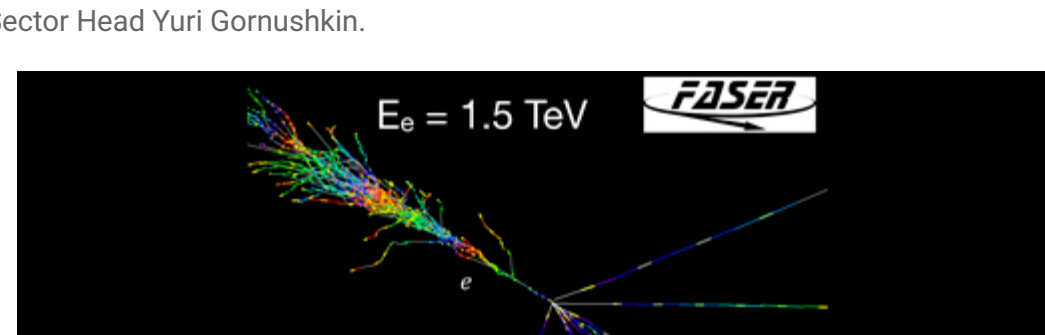 Sector Head Yuri Gornushkin.
Eₑ = 1.5 TeV
FASER
e